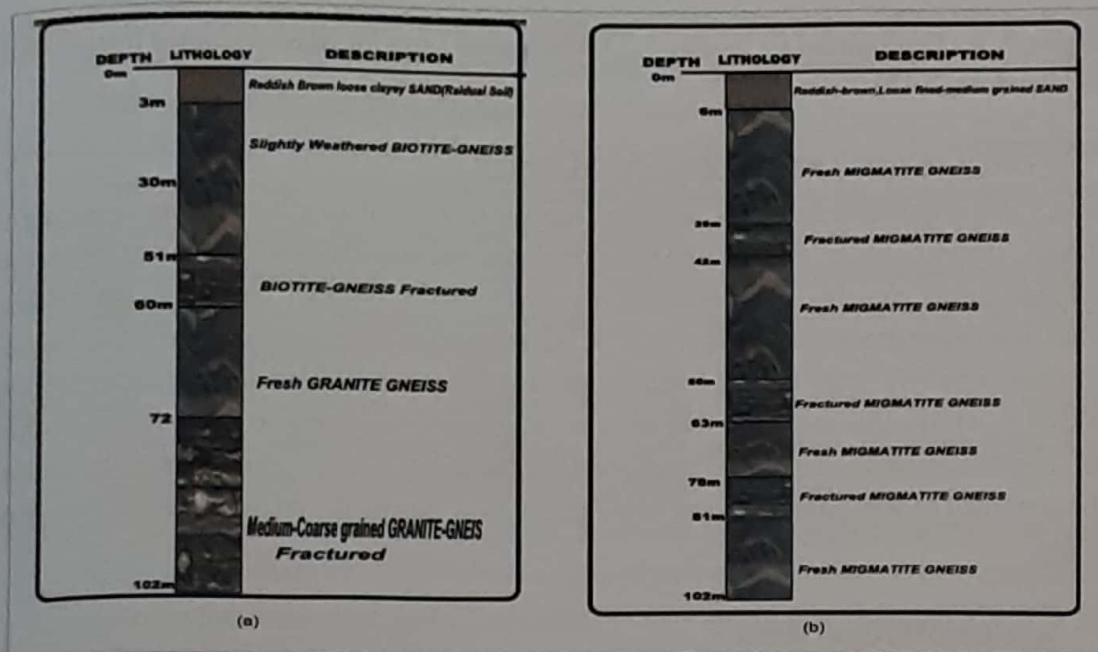 DEPTH LITHOLOGY DESCRIPTION
0m
Reddish Brown loose clayey SAND(Raidual Soil)
3m
Slightly Weathered BIOTITE-GNEISS
30m
51m
BIOTITE-GNEISS Fractured
60m
Fresh GRANITE GNEISS
72
Medium-Coarse grained GRANITE-GNEIS
Fractured
102m
(a)
DEPTH LITHOLOGY DESCRIPTION
0m
Reddish-brown,Loose fined-medium grained SAND
6m
Fresh MIGMATITE GNEISS
Fractured MIGMATITE GNEISS
42m
Fresh MIGMATITE GNEISS
Fractured MIGMATITE GNEISS
63m
Fresh MIGMATITE GNEISS
78m
Fractured MIGMATITE GNEISS
81m
Fresh MIGMATITE GNEISS
102m
(b)